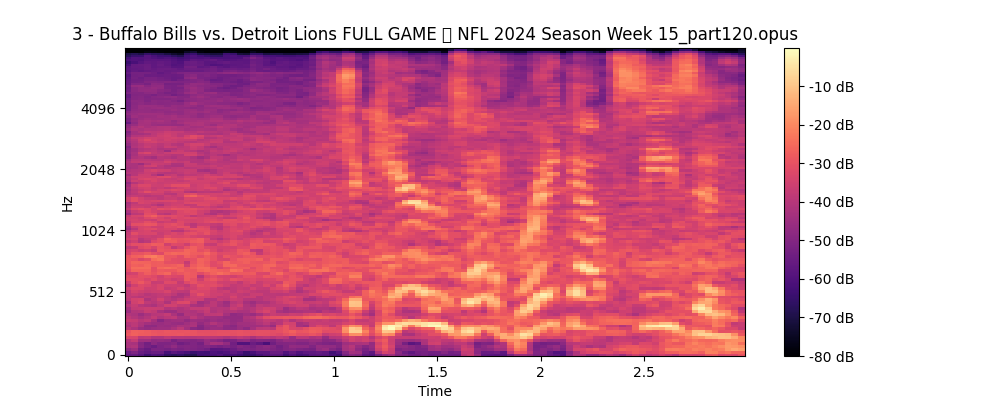 3 - Buffalo Bills vs. Detroit Lions FULL GAME ▯ NFL 2024 Season Week 15_part120.opus
4096
2048
1024
512
0
Hz
0
0.5
1
1.5
2
2.5
Time
-10 dB
-20 dB
-30 dB
-40 dB
-50 dB
-60 dB
-70 dB
-80 dB